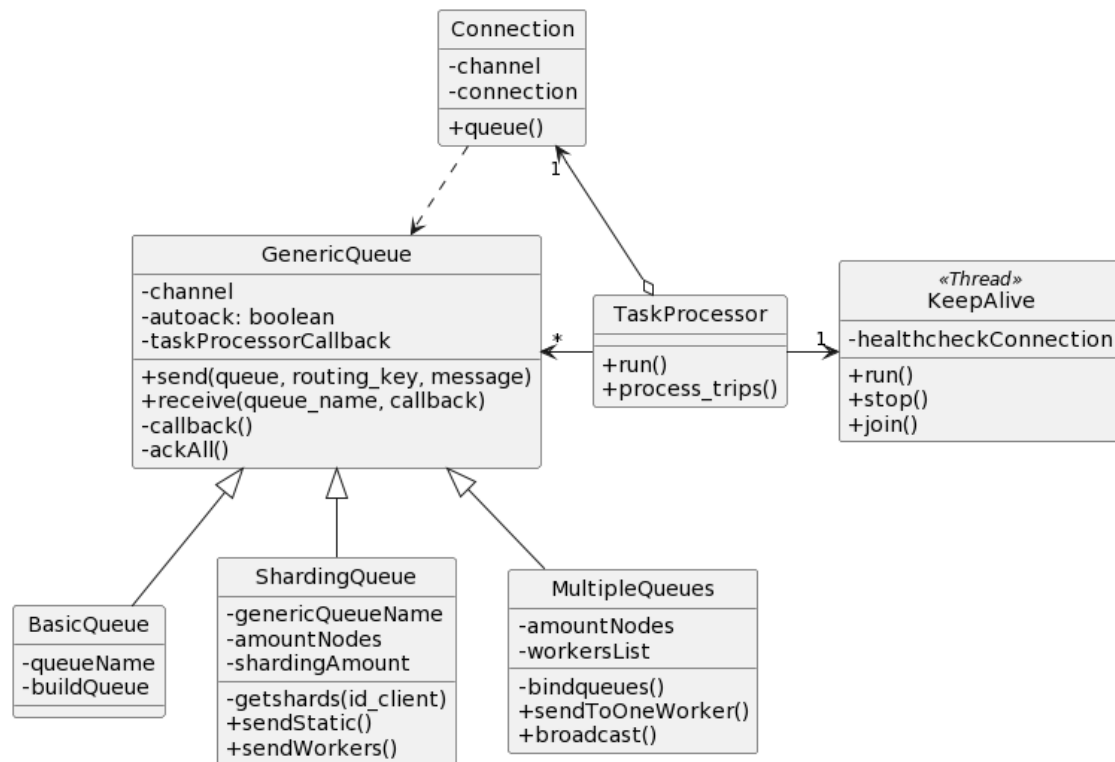 Connection
-channel
-connection
+queue()
1
GenericQueue
-channel
-autoack: boolean
-taskProcessorCallback
+send(queue, routing_key, message)
+receive(queue_name, callback)
-callback()
-ackAll()
*
TaskProcessor
+run()
+process_trips()
1
«Thread»
KeepAlive
-healthcheckConnection
+run()
+stop()
+join()
BasicQueue
-queueName
-buildQueue
ShardingQueue
-genericQueueName
-amountNodes
-shardingAmount
-getshards(id_client)
+sendStatic()
+sendWorkers()
MultipleQueues
-amountNodes
-workersList
-bindqueues()
+sendToOneWorker()
+broadcast()